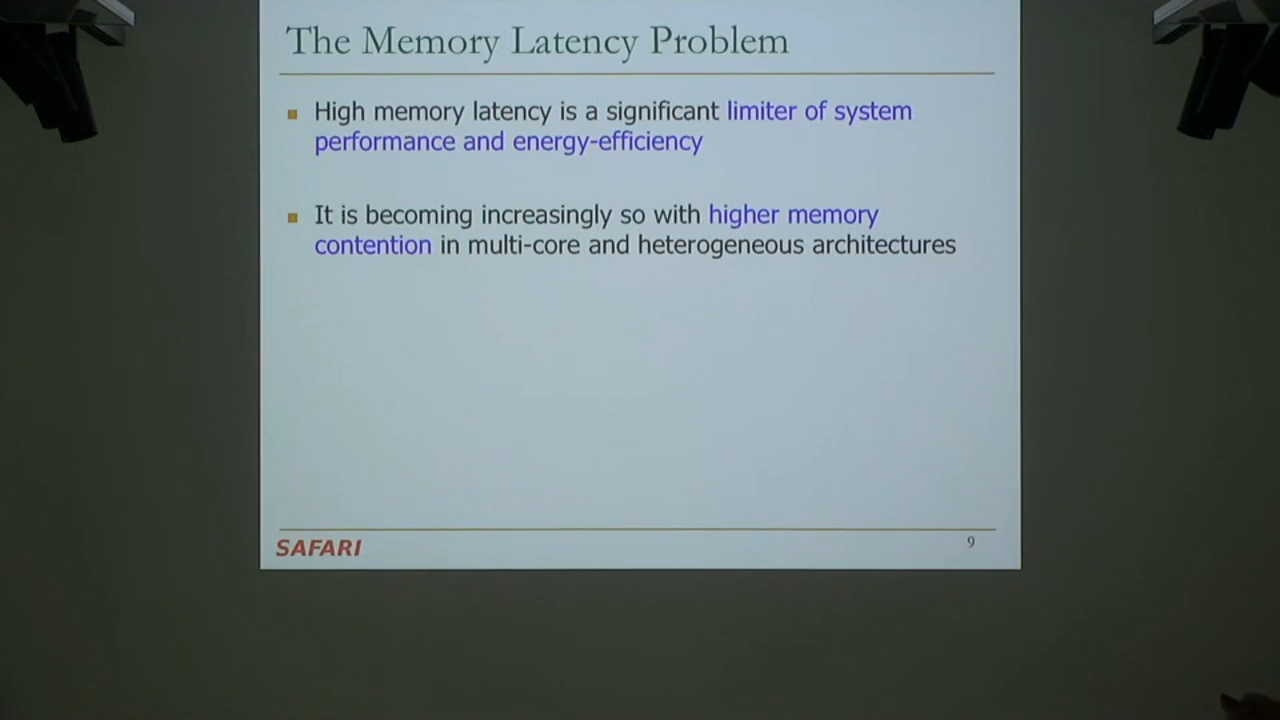 The Memory Latency Problem
High memory latency is a significant limiter of system
performance and energy-efficiency
It is becoming increasingly so with higher memory
contention in multi-core and heterogeneous architectures
SAFARI
9